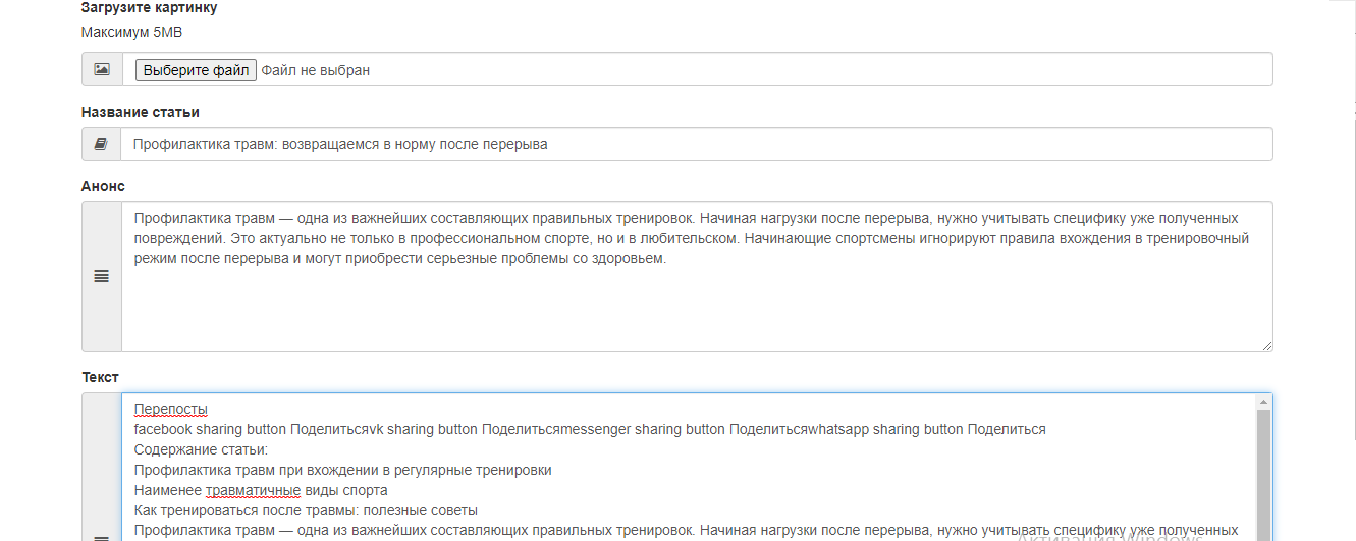 Загрузите картинку
Максимум 5MB
Выберите файл Файл не выбран
Название статьи
Профилактика травм: возвращаемся в норму после перерыва
Анонс
Профилактика травм — одна из важнейших составляющих правильных тренировок. Начиная нагрузки после перерыва, нужно учитывать специфику уже полученных
повреждений. Это актуально не только в профессиональном спорте, но и в любительском. Начинающие спортсмены игнорируют правила вхождения в тренировочный
режим после перерыва и могут приобрести серьезные проблемы со здоровьем.
Текст
Перепосты
facebook sharing button Поделитьсяvk sharing button Поделитьсяmessenger sharing button Поделитьсяwhatsapp sharing button Поделиться
Содержание статьи:
Профилактика травм при вхождении в регулярные тренировки
Наименее травматичные виды спорта
Как тренироваться после травмы: полезные советы
Профилактика травм — одна из важнейших составляющих правильных тренировок. Начиная нагрузки после перерыва, нужно учитывать специфику уже полученных
Активация Windows